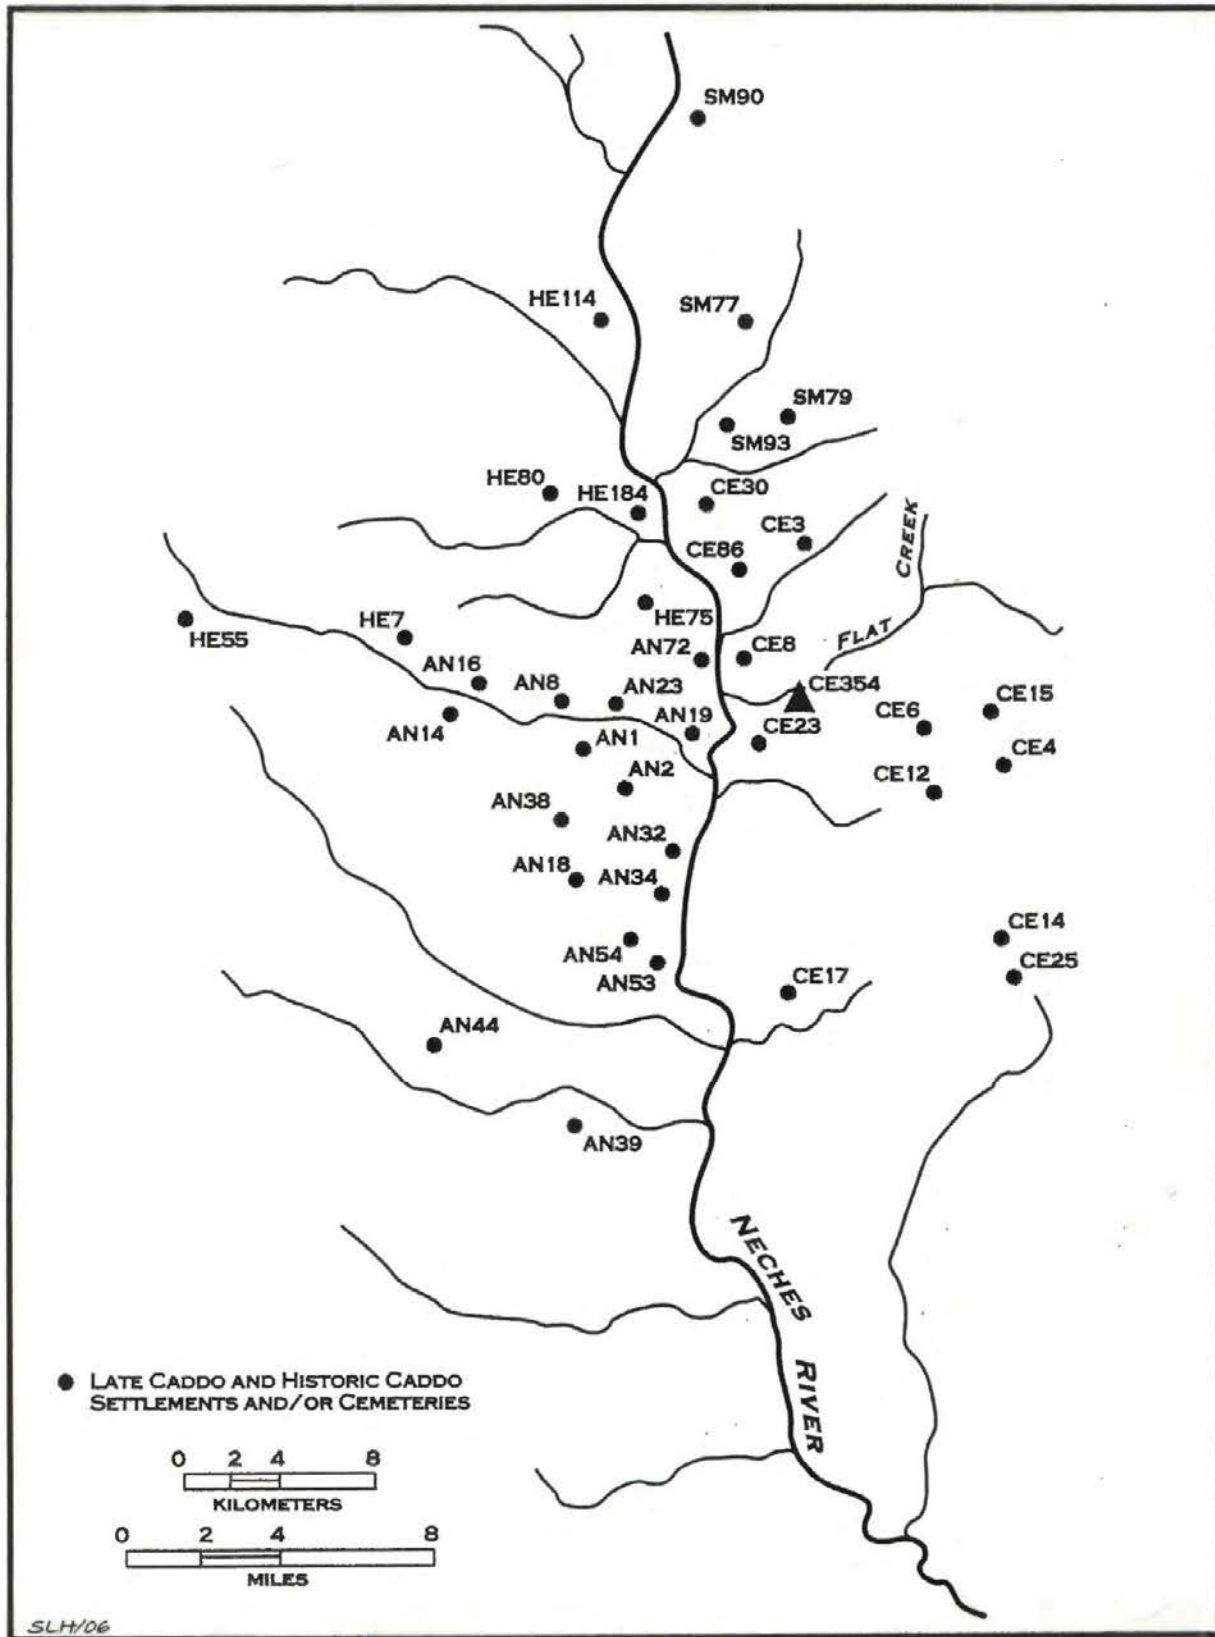 SM90
HE114
SM77
SM79
SM93
HE80
HE184
CE30
CE3
CE86
CREEK
FLAT
HE55
HE7
HE75
AN72
CE8
AN16
AN8
AN23
CE354
CE15
AN14
AN19
CE23
CE6
AN1
CE4
AN2
CE12
AN38
AN32
AN18
AN34
CE14
AN54
AN53
CE25
CE17
AN44
AN39
NECHES
RIVER
LATE CADDO AND HISTORIC CADDO
SETTLEMENTS AND/OR CEMETERIES
0 2 4 8
KILOMETERS
0 2 4 8
MILES
SLH/06